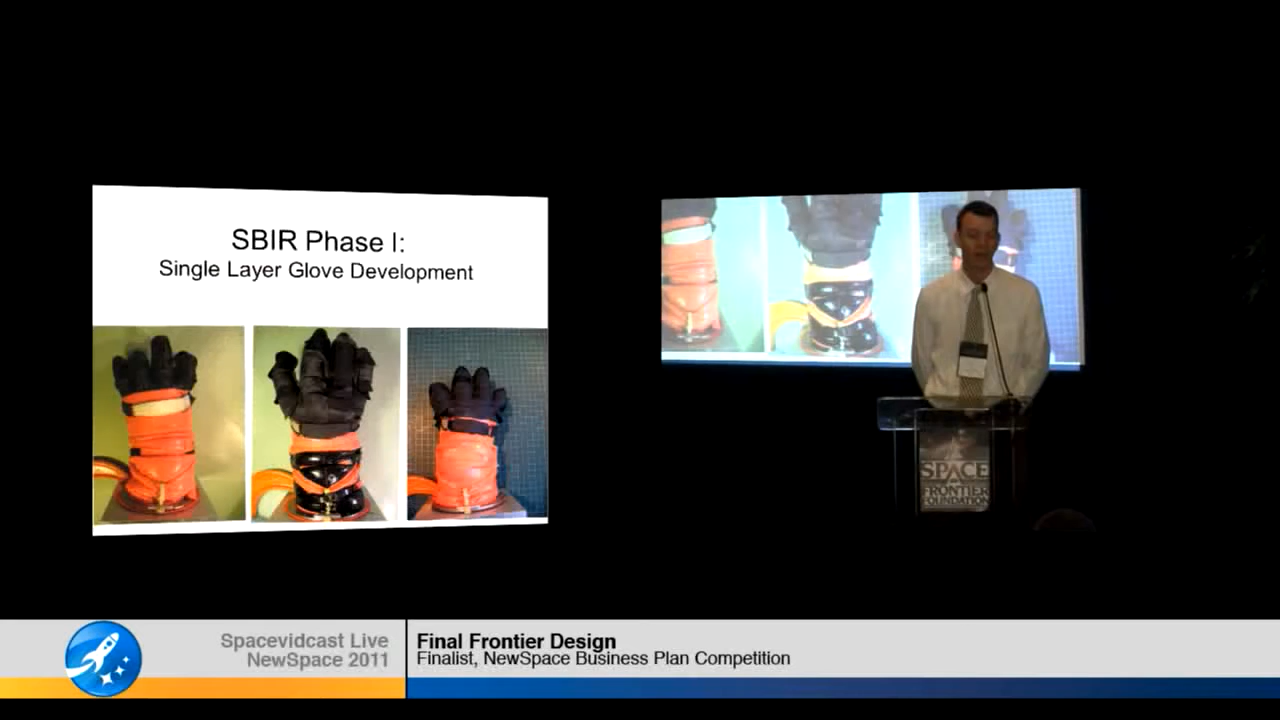 SBIR Phase I:
Single Layer Glove Development
SPACE
FRONTIER
FOUNDATION
Spacevidcast Live
NewSpace 2011
Final Frontier Design
Finalist, NewSpace Business Plan Competition